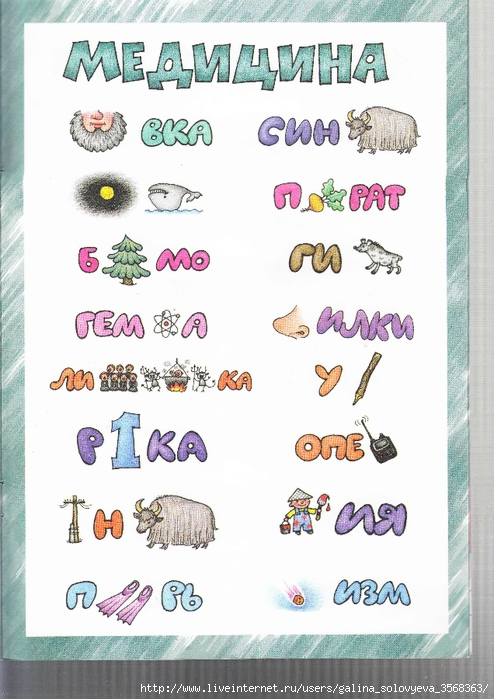 МЕДИЦИНА
ВКА СИН
П РАТ
Б МО ГИ
ГЕМ А ИЛКИ
ЛИ КА У
Р 1 КА ОПЕ
Н ИЯ
П РЬ ИЗМ
http://www.liveinternet.ru/users/galina_solovyeva_3568363/